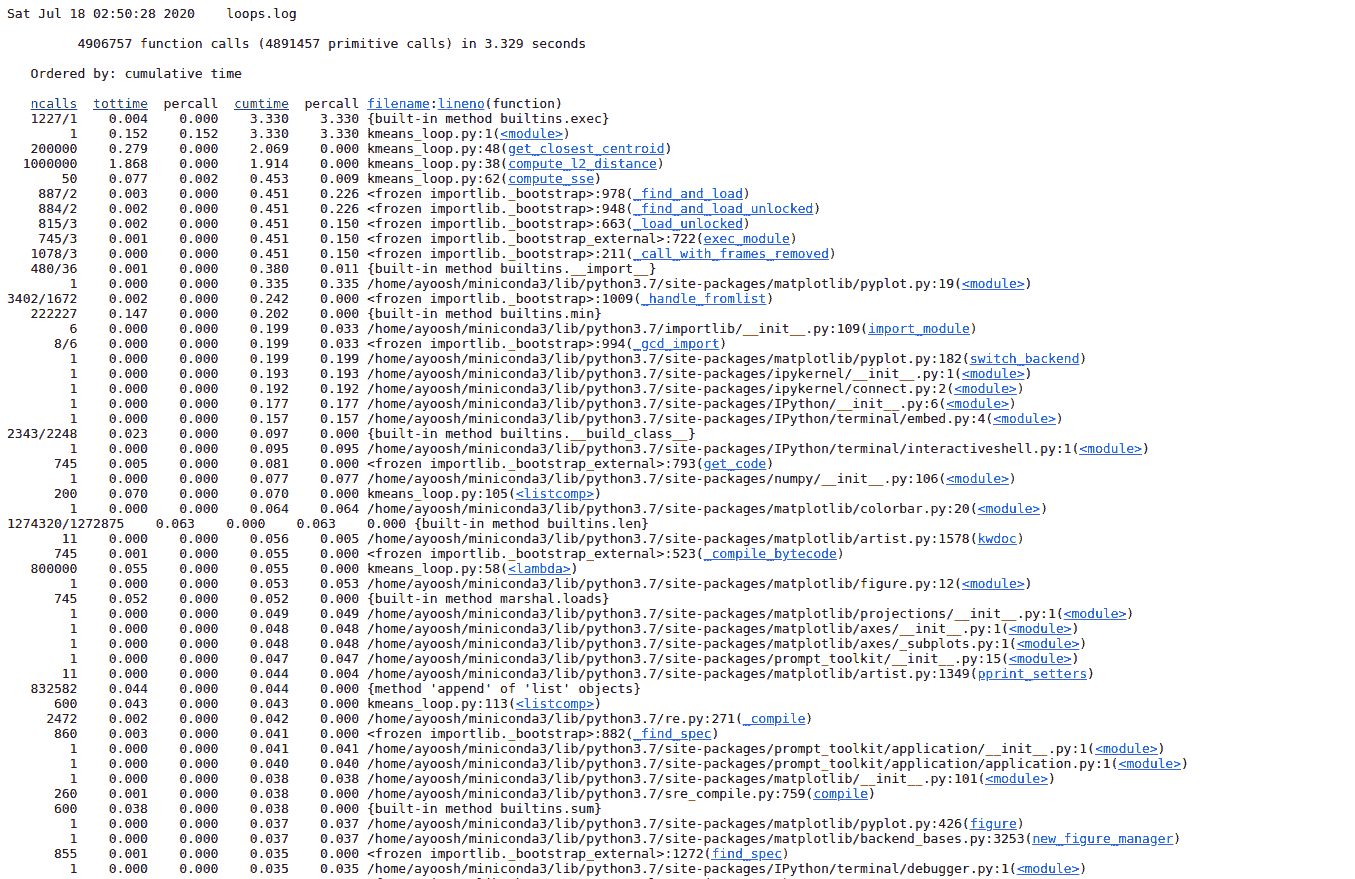 Sat Jul 18 02:50:28 2020    loops.log
4906757 function calls (4891457 primitive calls) in 3.329 seconds
Ordered by: cumulative time
ncalls  tottime  percall  cumtime  percall filename:lineno(function)
1227/1    0.004    0.000    3.330    3.330 {built-in method builtins.exec}
1    0.152    0.152    3.330    3.330 kmeans_loop.py:1(<module>)
200000    0.279    0.000    2.069    0.000 kmeans_loop.py:48(get_closest_centroid)
1000000    1.868    0.000    1.914    0.000 kmeans_loop.py:38(compute_l2_distance)
50    0.077    0.002    0.453    0.009 kmeans_loop.py:62(compute_sse)
887/2    0.003    0.000    0.451    0.226 <frozen importlib._bootstrap>:978(_find_and_load)
884/2    0.002    0.000    0.451    0.226 <frozen importlib._bootstrap>:948(_find_and_load_unlocked)
815/3    0.002    0.000    0.451    0.150 <frozen importlib._bootstrap>:663(_load_unlocked)
745/3    0.001    0.000    0.451    0.150 <frozen importlib._bootstrap_external>:722(exec_module)
1078/3    0.000    0.000    0.451    0.150 <frozen importlib._bootstrap>:211(_call_with_frames_removed)
480/36    0.001    0.000    0.380    0.011 {built-in method builtins.__import__}
1    0.000    0.000    0.335    0.335 /home/ayoosh/miniconda3/lib/python3.7/site-packages/matplotlib/pyplot.py:19(<module>)
3402/1672    0.002    0.000    0.242    0.000 <frozen importlib._bootstrap>:1009(_handle_fromlist)
222227    0.147    0.000    0.202    0.000 {built-in method builtins.min}
6    0.000    0.000    0.199    0.033 /home/ayoosh/miniconda3/lib/python3.7/importlib/__init__.py:109(import_module)
8/6    0.000    0.000    0.199    0.033 <frozen importlib._bootstrap>:994(_gcd_import)
1    0.000    0.000    0.199    0.199 /home/ayoosh/miniconda3/lib/python3.7/site-packages/matplotlib/pyplot.py:182(switch_backend)
1    0.000    0.000    0.193    0.193 /home/ayoosh/miniconda3/lib/python3.7/site-packages/ipykernel/__init__.py:1(<module>)
1    0.000    0.000    0.192    0.192 /home/ayoosh/miniconda3/lib/python3.7/site-packages/ipykernel/connect.py:2(<module>)
1    0.000    0.000    0.177    0.177 /home/ayoosh/miniconda3/lib/python3.7/site-packages/IPython/__init__.py:6(<module>)
1    0.000    0.000    0.157    0.157 /home/ayoosh/miniconda3/lib/python3.7/site-packages/IPython/terminal/embed.py:4(<module>)
2343/2248    0.023    0.000    0.097    0.000 {built-in method builtins.__build_class__}
1    0.000    0.000    0.095    0.095 /home/ayoosh/miniconda3/lib/python3.7/site-packages/IPython/terminal/interactiveshell.py:1(<module>)
745    0.005    0.000    0.081    0.000 <frozen importlib._bootstrap_external>:793(get_code)
1    0.000    0.000    0.077    0.077 /home/ayoosh/miniconda3/lib/python3.7/site-packages/numpy/__init__.py:106(<module>)
200    0.070    0.000    0.070    0.000 kmeans_loop.py:105(<listcomp>)
1    0.000    0.000    0.064    0.064 /home/ayoosh/miniconda3/lib/python3.7/site-packages/matplotlib/colorbar.py:20(<module>)
1274320/1272875    0.063    0.000    0.063    0.000 {built-in method builtins.len}
11    0.000    0.000    0.056    0.005 /home/ayoosh/miniconda3/lib/python3.7/site-packages/matplotlib/artist.py:1578(kwdoc)
745    0.001    0.000    0.055    0.000 <frozen importlib._bootstrap_external>:523(_compile_bytecode)
800000    0.055    0.000    0.055    0.000 kmeans_loop.py:58(<lambda>)
1    0.000    0.000    0.053    0.053 /home/ayoosh/miniconda3/lib/python3.7/site-packages/matplotlib/figure.py:12(<module>)
745    0.052    0.000    0.052    0.000 {built-in method marshal.loads}
1    0.000    0.000    0.049    0.049 /home/ayoosh/miniconda3/lib/python3.7/site-packages/matplotlib/projections/__init__.py:1(<module>)
1    0.000    0.000    0.048    0.048 /home/ayoosh/miniconda3/lib/python3.7/site-packages/matplotlib/axes/__init__.py:1(<module>)
1    0.000    0.000    0.048    0.048 /home/ayoosh/miniconda3/lib/python3.7/site-packages/matplotlib/axes/_subplots.py:1(<module>)
1    0.000    0.000    0.047    0.047 /home/ayoosh/miniconda3/lib/python3.7/site-packages/prompt_toolkit/__init__.py:15(<module>)
11    0.000    0.000    0.044    0.004 /home/ayoosh/miniconda3/lib/python3.7/site-packages/matplotlib/artist.py:1349(pprint_setters)
832582    0.044    0.000    0.044    0.000 {method 'append' of 'list' objects}
600    0.043    0.000    0.043    0.000 kmeans_loop.py:113(<listcomp>)
2472    0.002    0.000    0.042    0.000 /home/ayoosh/miniconda3/lib/python3.7/re.py:271(_compile)
860    0.003    0.000    0.041    0.000 <frozen importlib._bootstrap>:882(_find_spec)
1    0.000    0.000    0.041    0.041 /home/ayoosh/miniconda3/lib/python3.7/site-packages/prompt_toolkit/application/__init__.py:1(<module>)
1    0.000    0.000    0.040    0.040 /home/ayoosh/miniconda3/lib/python3.7/site-packages/prompt_toolkit/application/application.py:1(<module>)
1    0.000    0.000    0.038    0.038 /home/ayoosh/miniconda3/lib/python3.7/site-packages/matplotlib/__init__.py:101(<module>)
260    0.001    0.000    0.038    0.000 /home/ayoosh/miniconda3/lib/python3.7/sre_compile.py:759(compile)
600    0.038    0.000    0.038    0.000 {built-in method builtins.sum}
1    0.000    0.000    0.037    0.037 /home/ayoosh/miniconda3/lib/python3.7/site-packages/matplotlib/pyplot.py:426(figure)
1    0.000    0.000    0.037    0.037 /home/ayoosh/miniconda3/lib/python3.7/site-packages/matplotlib/backend_bases.py:3253(new_figure_manager)
855    0.001    0.000    0.035    0.000 <frozen importlib._bootstrap_external>:1272(find_spec)
1    0.000    0.000    0.035    0.035 /home/ayoosh/miniconda3/lib/python3.7/site-packages/IPython/terminal/debugger.py:1(<module>)